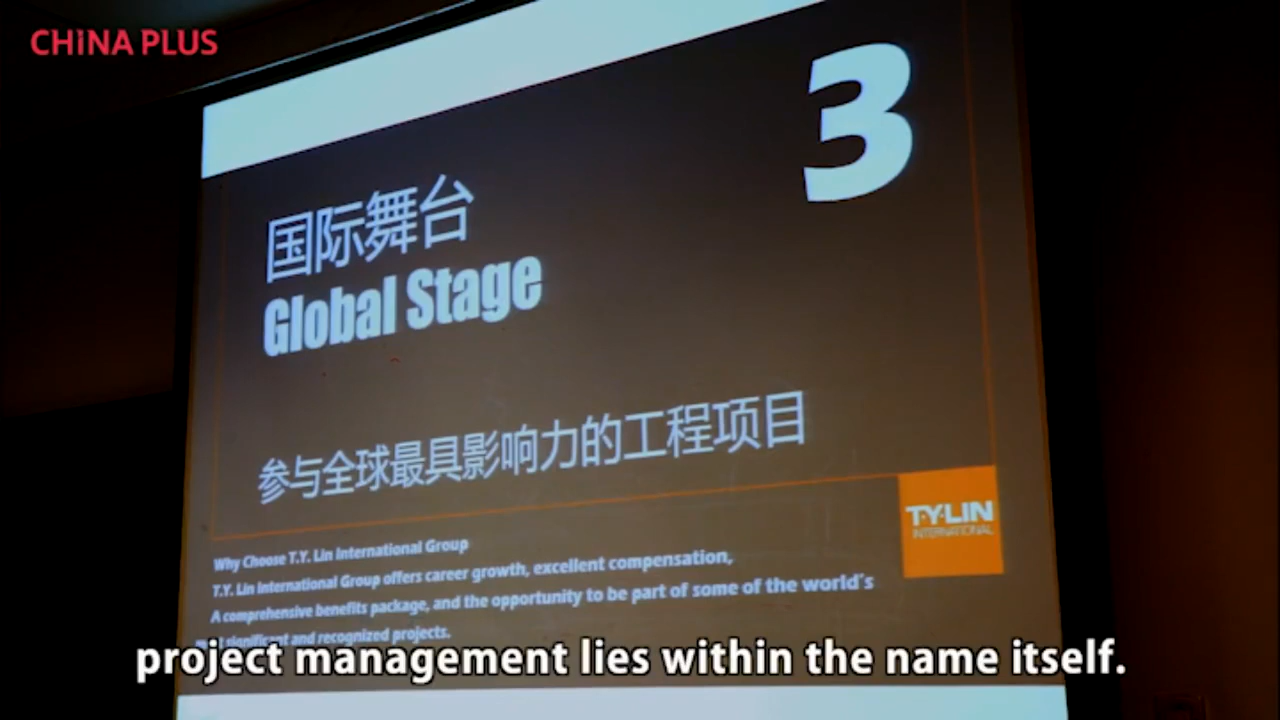 CHINA PLUS
3
国际舞台
Global Stage
参与全球最具影响力的工程项目
T·Y·LIN
INTERNATIONAL
Why Choose T.Y. Lin International Group
T.Y. Lin International Group offers career growth, excellent compensation,
A comprehensive benefits package, and the opportunity to be part of some of the world's
significant and recognized projects.
project management lies within the name itself.